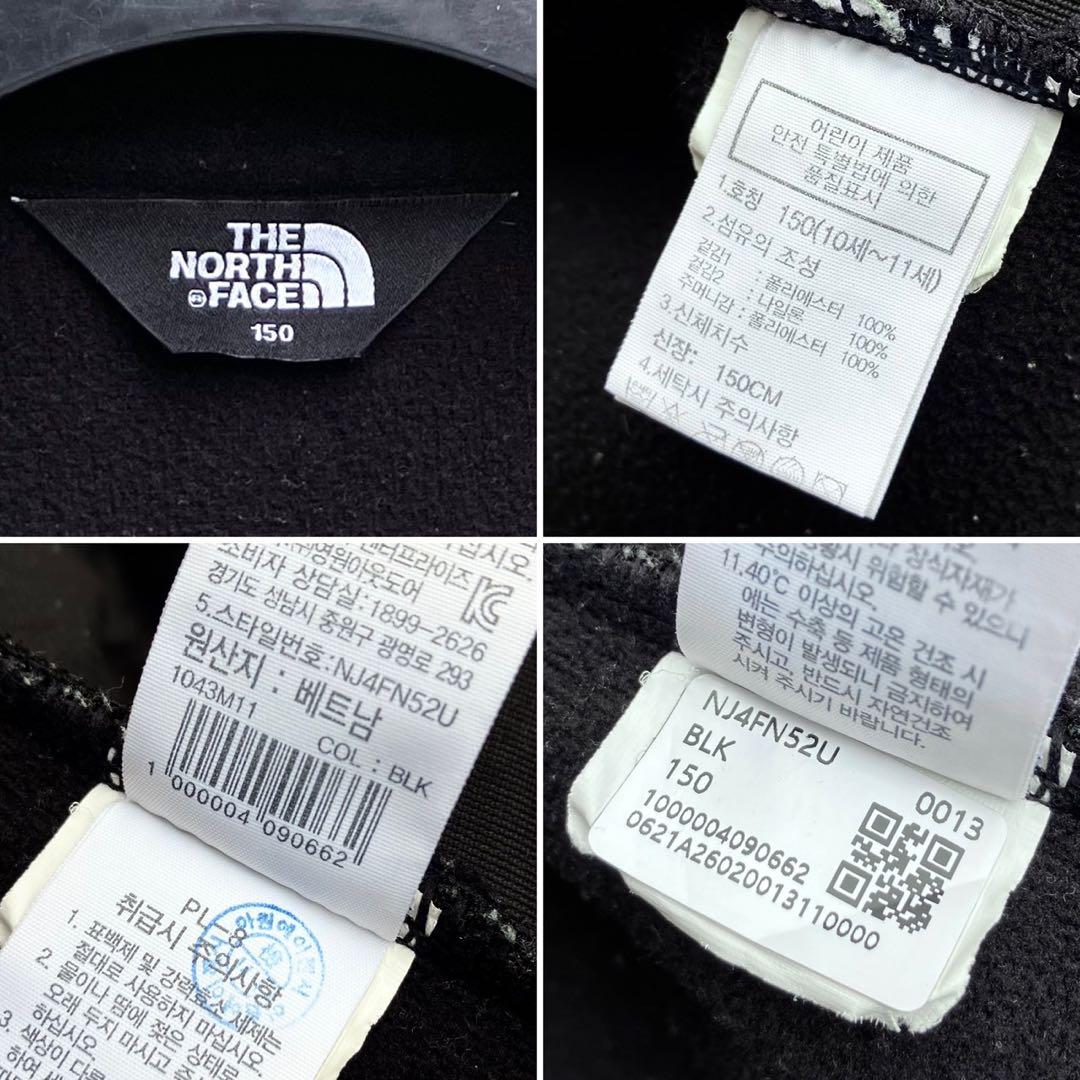 THE
NORTH
FACE
150
어린이 제품
안전 특별법에 의한
품질표시
1.호칭 150(10세~11세)
2.섬유의 조성
겉감1 : 폴리에스터 100%
겉감2 : 나일론 100%
주머니감 : 폴리에스터 100%
3.신체치수
신장: 150CM
4.세탁시 주의사항
소비자 상담실:1899-2626
경기도 성남시 중원구 광명로 293
5.스타일번호:NJ4FN52U
원산지 : 베트남
1043M11
COL : BLK
1 000004 090662
PL-8
취급시 주의사항
1. 표백제 및 강력효소 세제는
절대로 사용하지 마십시오.
2. 물이나 땀에 젖은 상태로
오래 두지 마시고
하십시오
3. 색상이 다른
11.40℃ 이상의 고온 건조 시
에는 수축 등 제품 형태의
변형이 발생되니 금지하여
주시고, 반드시 자연건조
시켜 주시기 바랍니다.
NJ4FN52U
BLK
150
0013
1000004090662
0621A26020013110000